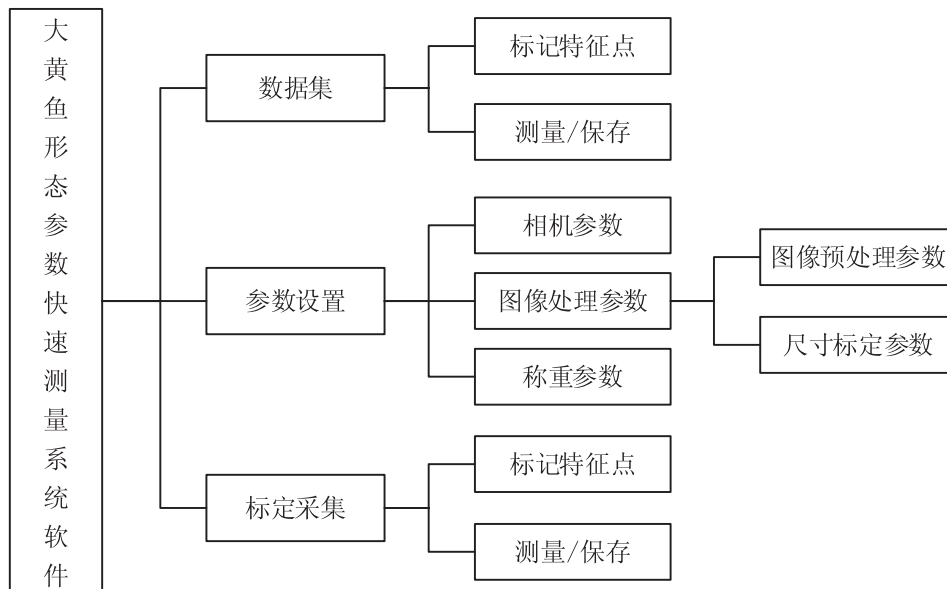 大黄鱼形态参数快速测量系统软件
数据集
标记特征点
测量/保存
参数设置
相机参数
图像处理参数
图像预处理参数
尺寸标定参数
称重参数
标定采集
标记特征点
测量/保存